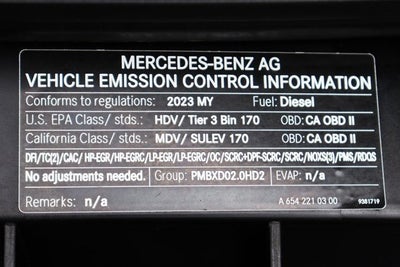 MERCEDES-BENZ AG
VEHICLE EMISSION CONTROL INFORMATION
Conforms to regulations: 2023 MY Fuel: Diesel
U.S. EPA Class/ stds.: HDV/ Tier 3 Bin 170 OBD: CA OBD II
California Class/ stds.: MDV/ SULEV 170 OBD: CA OBD II
DFI/TC(2)/CAC/ HP-EGR/HP-EGRC/LP-EGR/LP-EGRC/OC/SCRC+DPF-SCRC/SCRC/NOXS(3)/PMS/RDQS
No adjustments needed. Group: PMBXD02.0HD2 EVAP: n/a
Remarks: n/a A 654 221 03 00 9381719